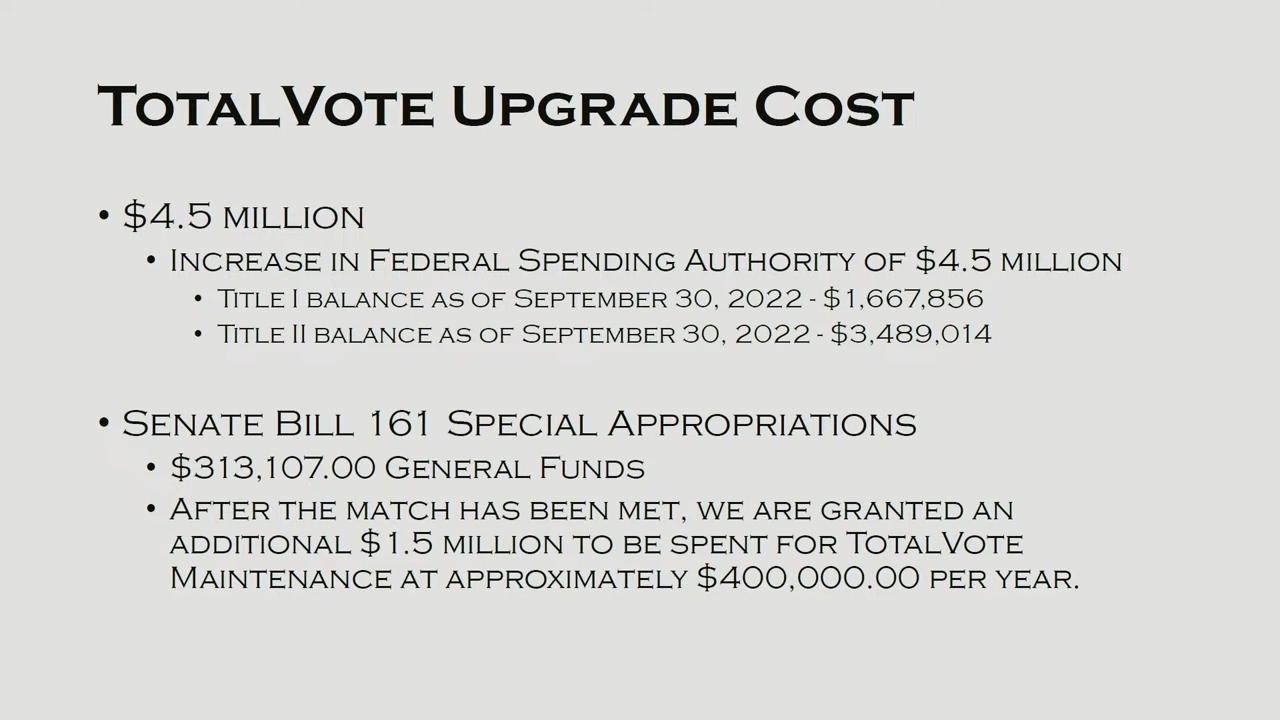 TotalVote Upgrade Cost
• $4.5 million
• Increase in Federal Spending Authority of $4.5 million
• Title I balance as of September 30, 2022 - $1,667,856
• Title II balance as of September 30, 2022 - $3,489,014
• Senate Bill 161 Special Appropriations
• $313,107.00 General Funds
• After the match has been met, we are granted an
additional $1.5 million to be spent for TotalVote
Maintenance at approximately $400,000.00 per year.